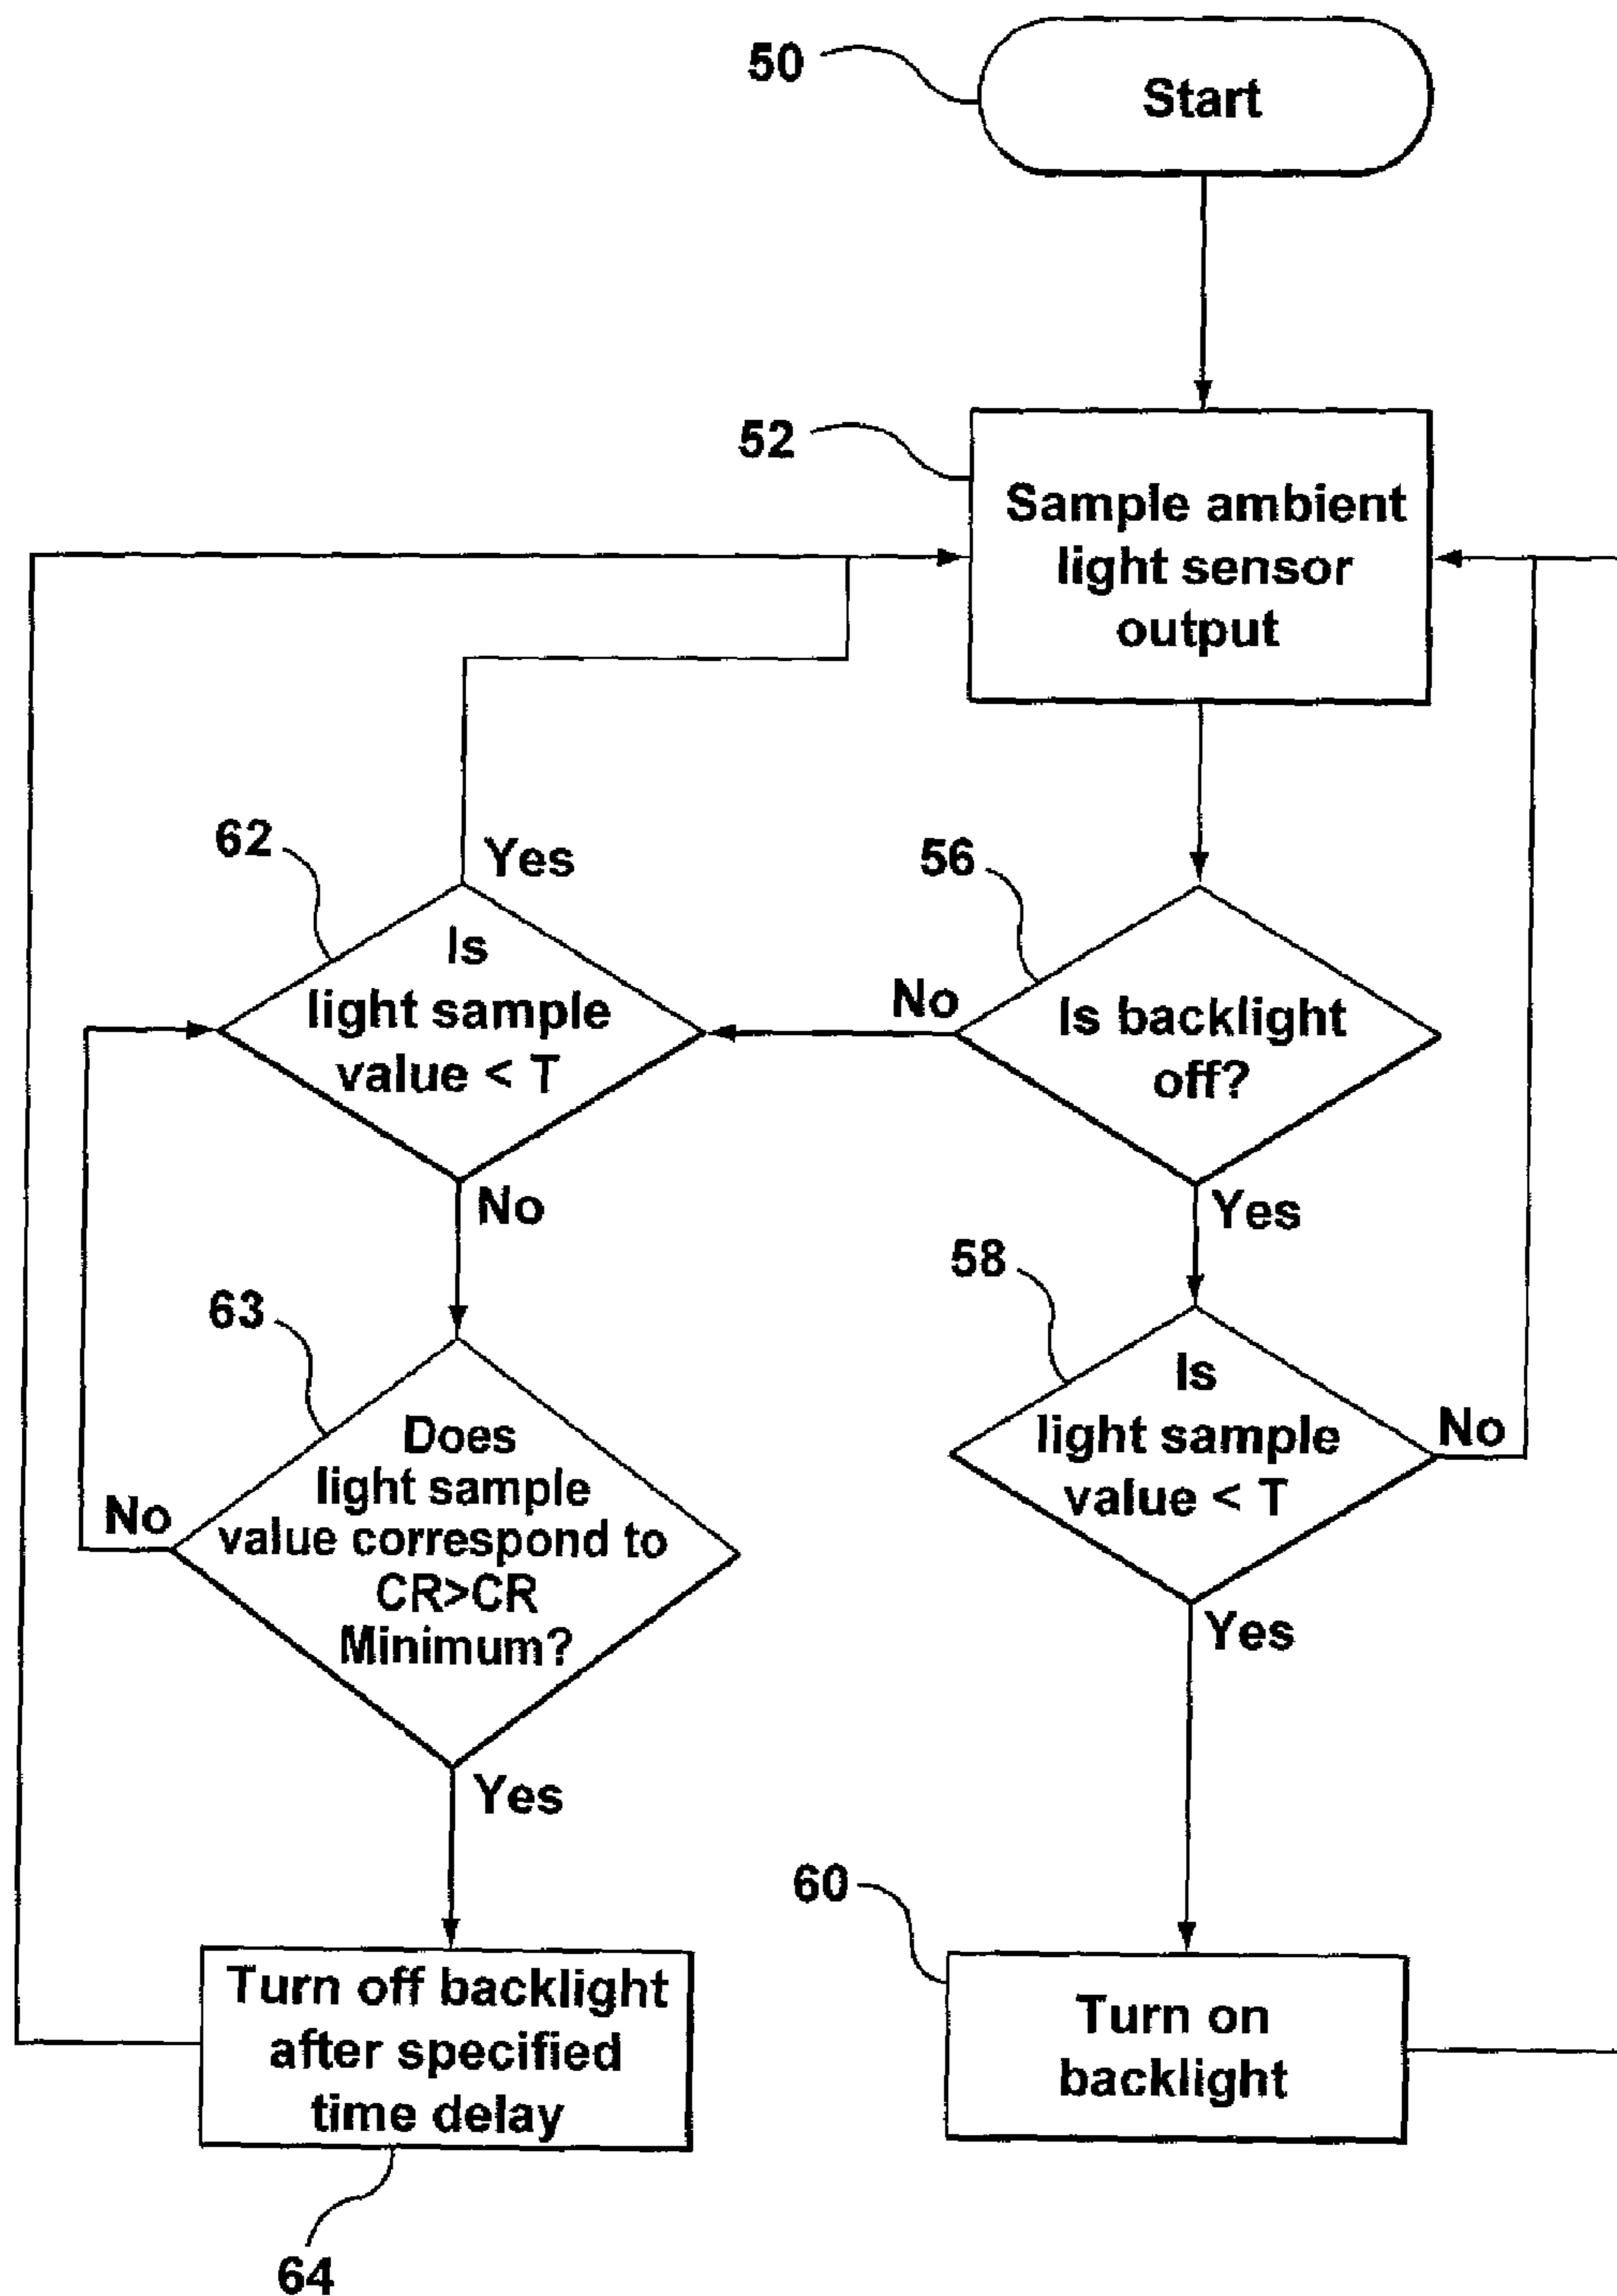 50
Start
52
Sample ambient
light sensor
output
62
Yes
56
Is
light sample
value < T
No
Is backlight
off?
No
Yes
63
58
Does
light sample
value correspond to
CR>CR
Minimum?
No
Is
light sample
value < T
No
Yes
Yes
60
Turn off backlight
after specified
time delay
Turn on
backlight
64